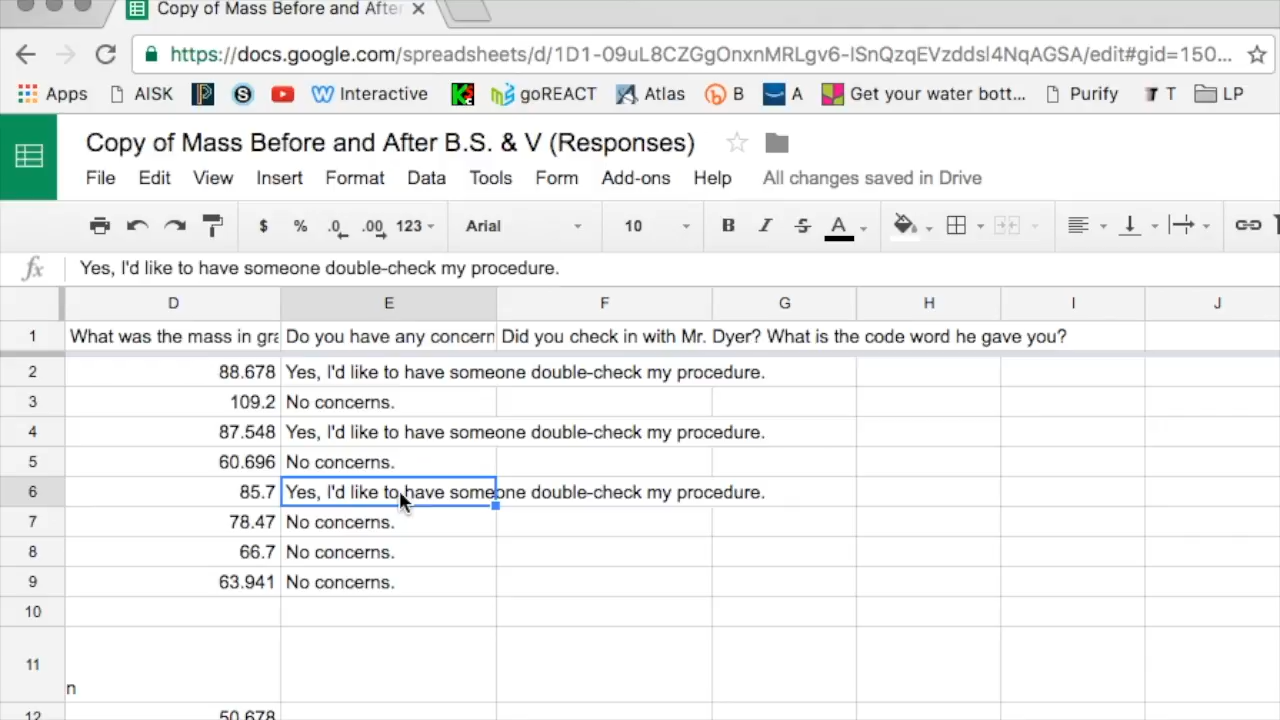 Copy of Mass Before and After
https://docs.google.com/spreadsheets/d/1D1-09uL8CZGgOnxnMRLgv6-lSnQzqEVzddsl4NqAGSA/edit#gid=150...
Apps AISK Interactive goREACT Atlas B A Get your water bott... Purify T T LP
Copy of Mass Before and After B.S. & V (Responses)
File Edit View Insert Format Data Tools Form Add-ons Help All changes saved in Drive
$ % .0 .00 123 Arial 10 B I S A
fx Yes, I'd like to have someone double-check my procedure.
D E F G H I J
1 What was the mass in gra Do you have any concern Did you check in with Mr. Dyer? What is the code word he gave you?
2 88.678 Yes, I'd like to have someone double-check my procedure.
3 109.2 No concerns.
4 87.548 Yes, I'd like to have someone double-check my procedure.
5 60.696 No concerns.
6 85.7 Yes, I'd like to have someone double-check my procedure.
7 78.47 No concerns.
8 66.7 No concerns.
9 63.941 No concerns.
10
11 n
12 50.678